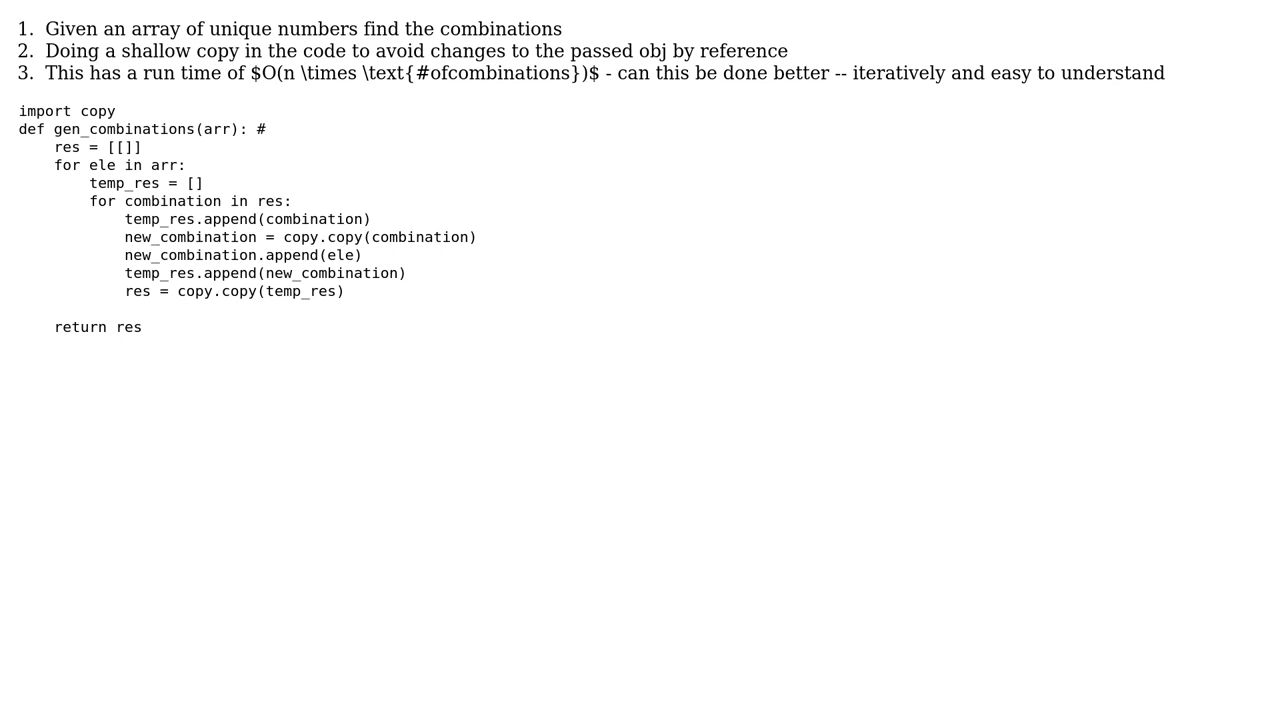 1. Given an array of unique numbers find the combinations
2. Doing a shallow copy in the code to avoid changes to the passed obj by reference
3. This has a run time of $O(n \times \text{#ofcombinations})$ - can this be done better -- iteratively and easy to understand
import copy
def gen_combinations(arr): #
    res = [[]]
    for ele in arr:
        temp_res = []
        for combination in res:
            temp_res.append(combination)
            new_combination = copy.copy(combination)
            new_combination.append(ele)
            temp_res.append(new_combination)
            res = copy.copy(temp_res)
    return res